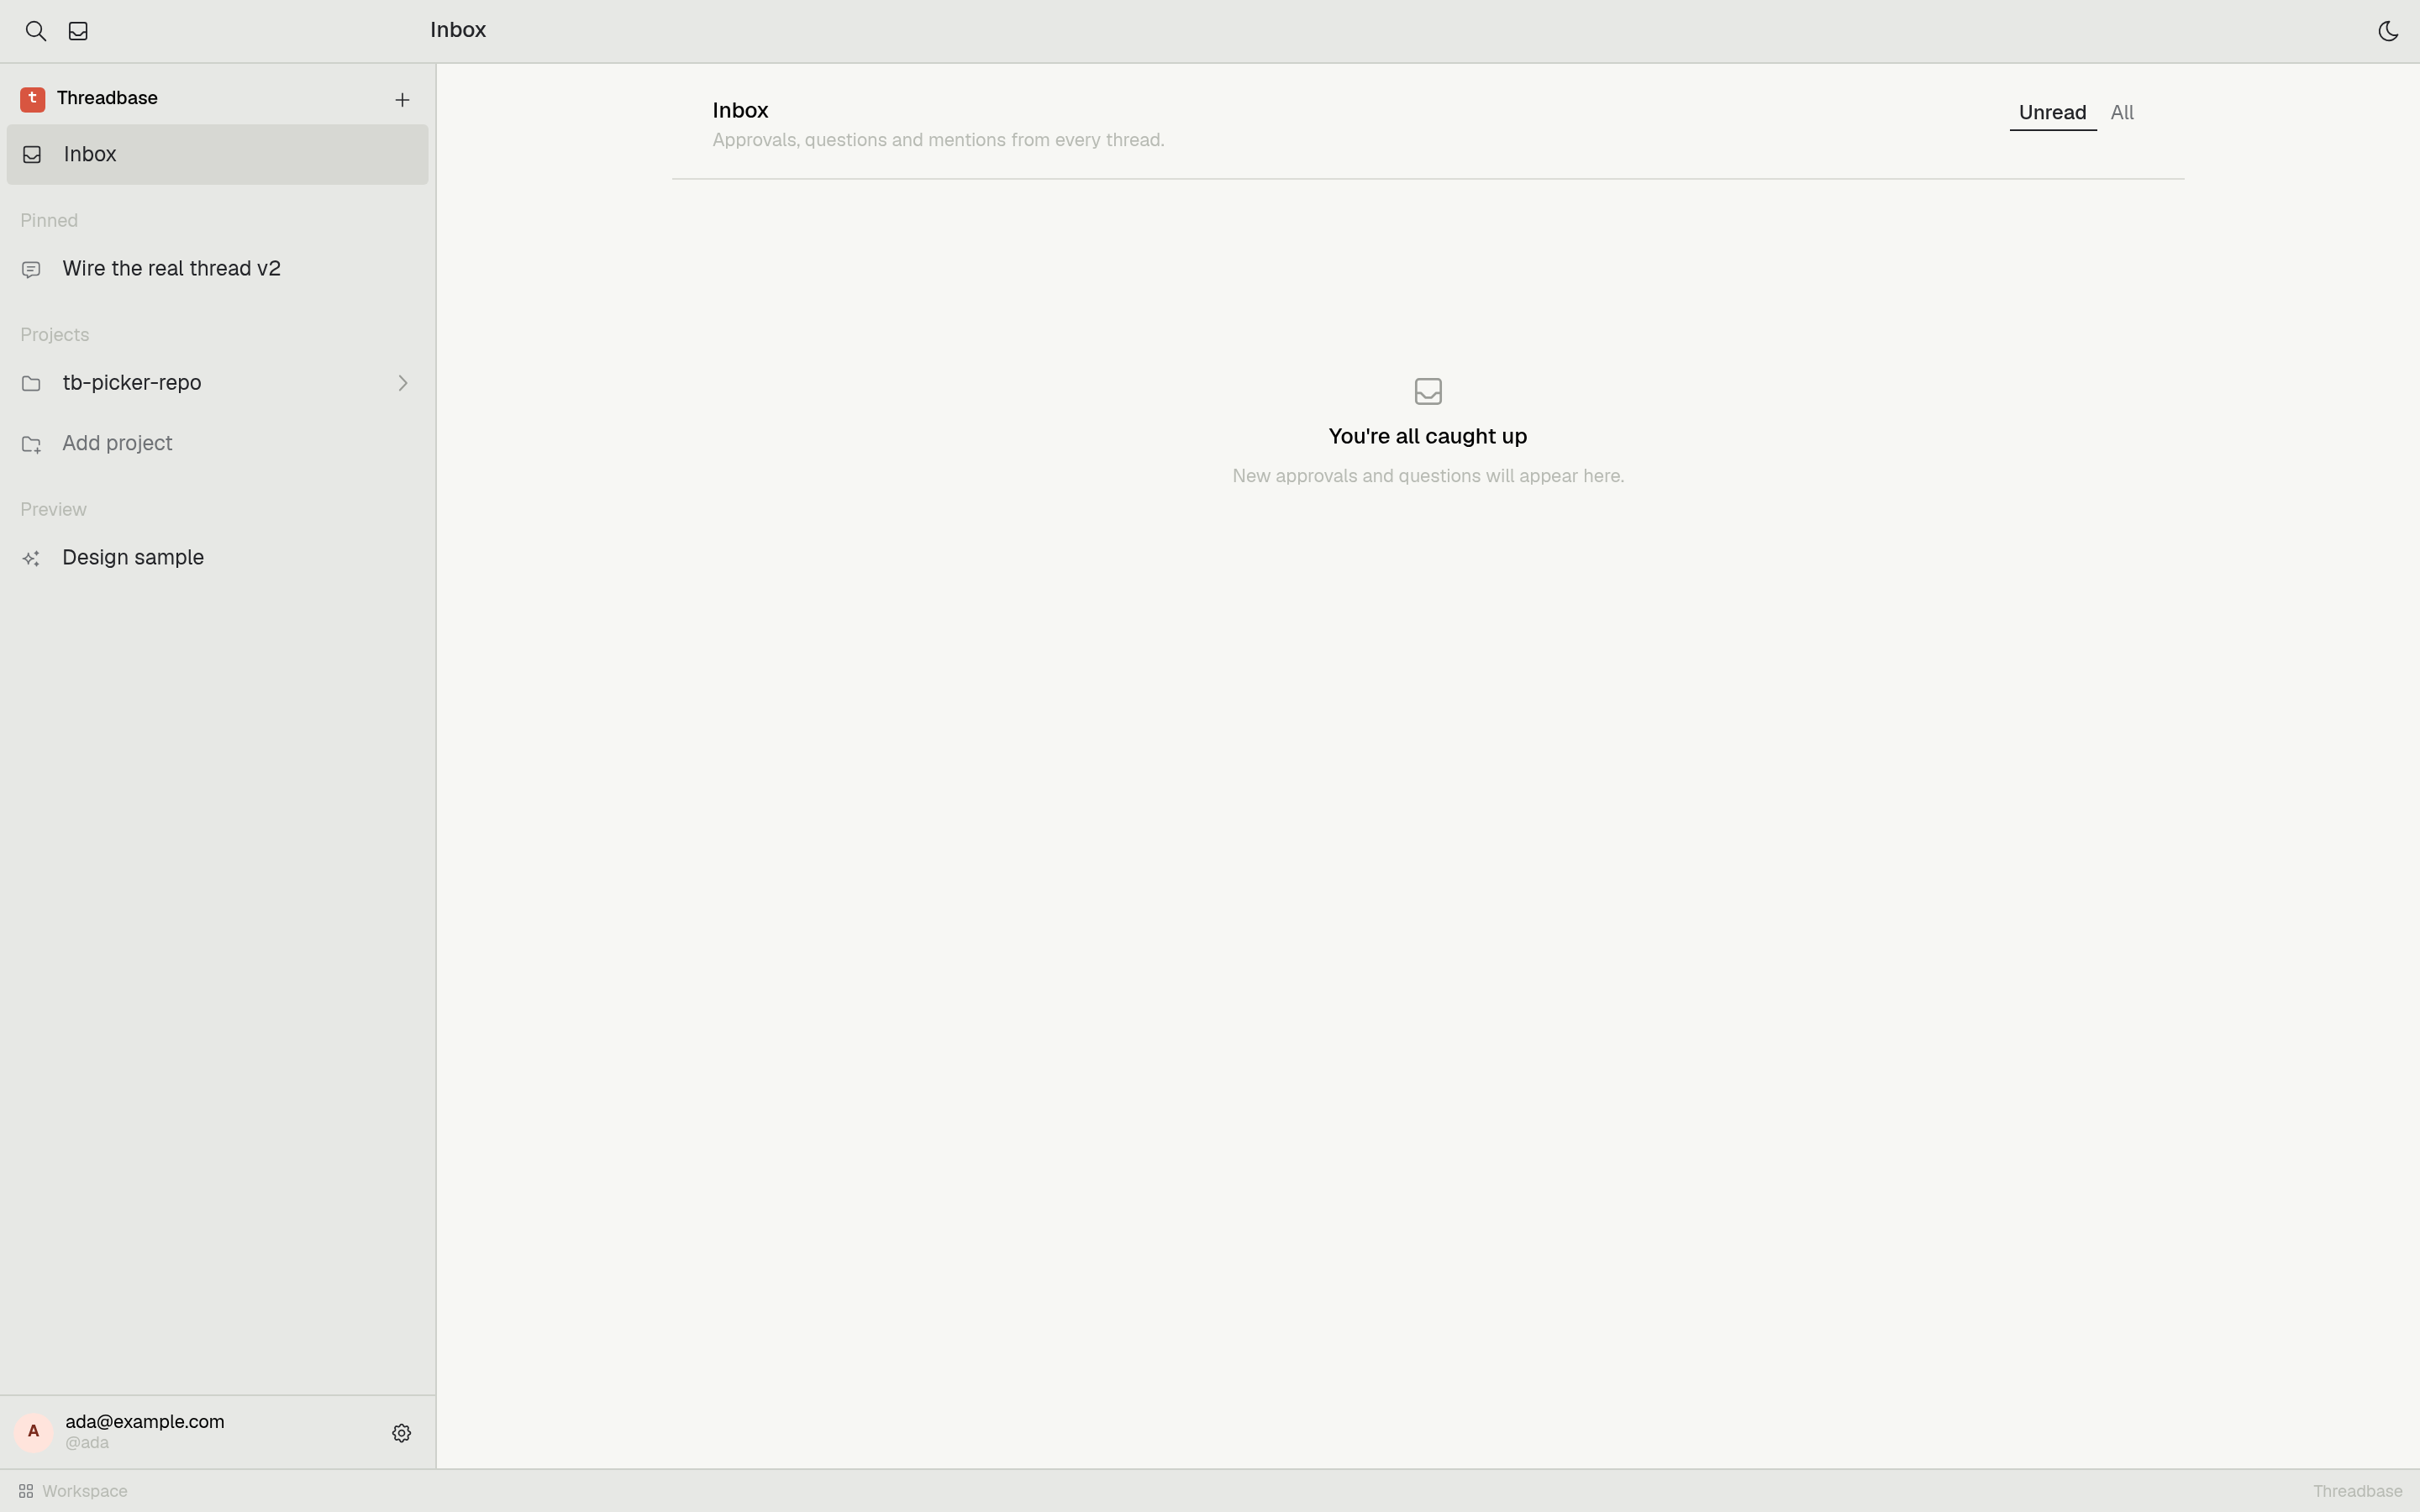 Inbox
t Threadbase
Inbox
Pinned
Wire the real thread v2
Projects
tb-picker-repo
Add project
Preview
Design sample
Inbox
Approvals, questions and mentions from every thread.
Unread All
You're all caught up
New approvals and questions will appear here.
A
ada@example.com
@ada
Workspace
Threadbase